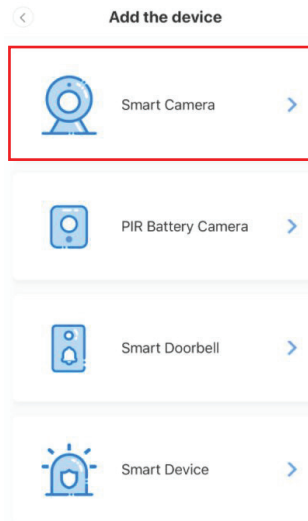 Add the device
Smart Camera
PIR Battery Camera
Smart Doorbell
Smart Device